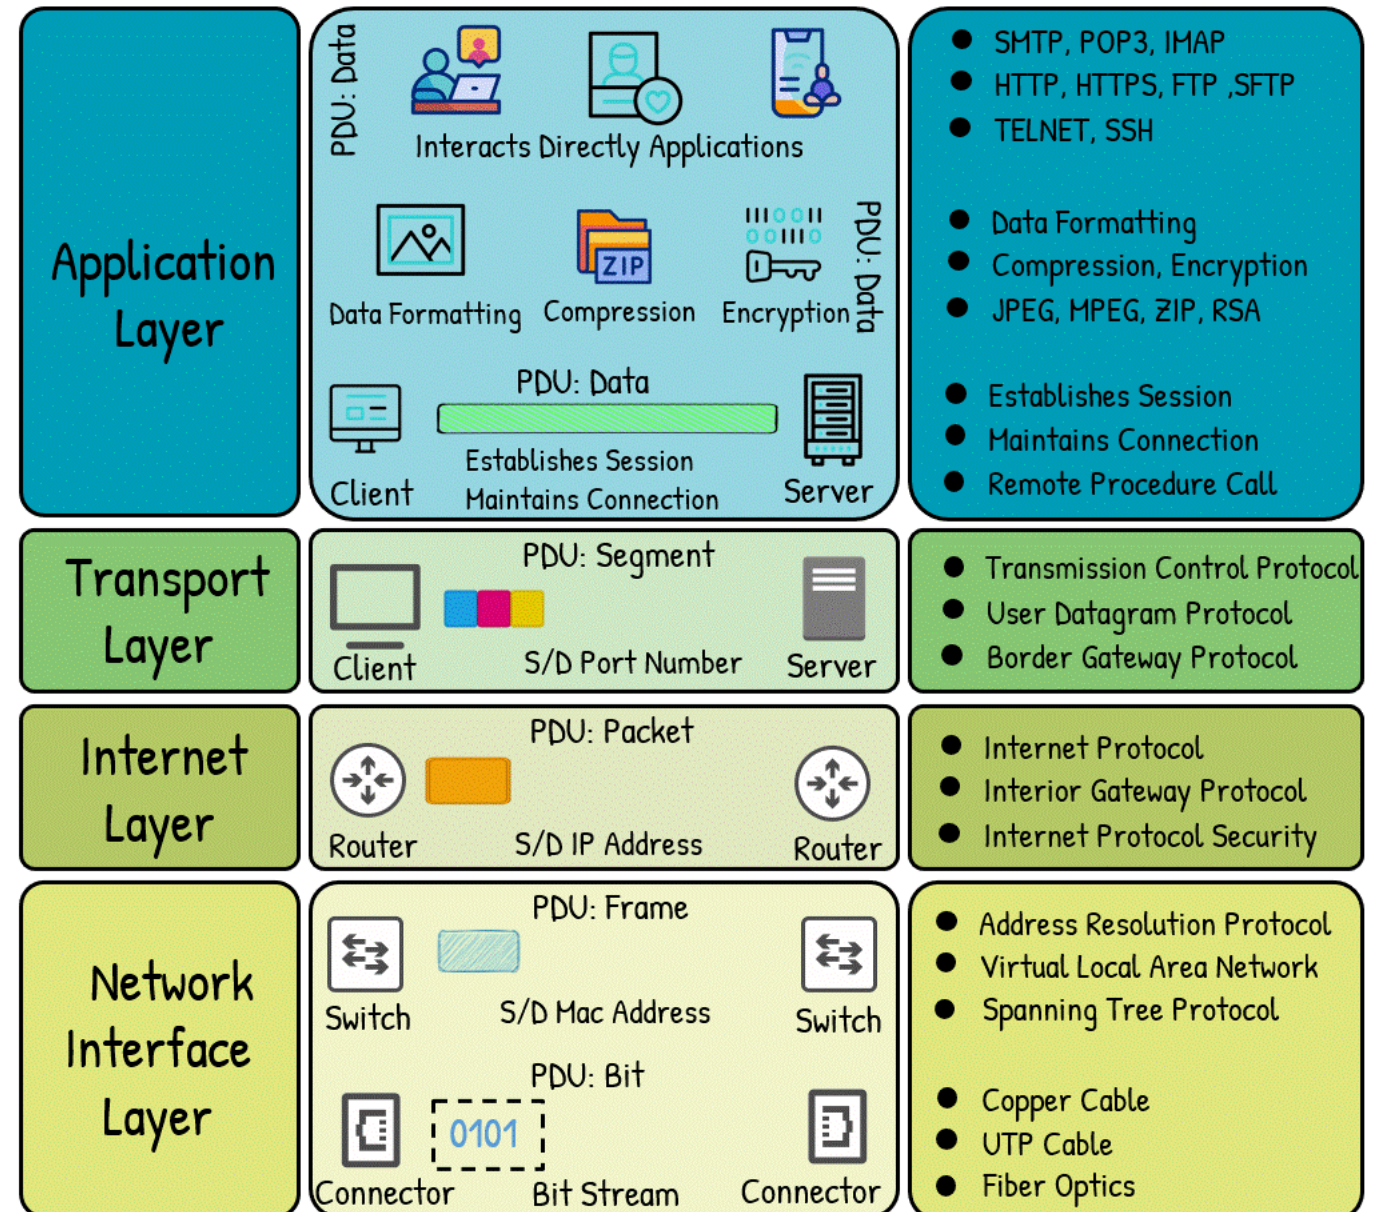 Application
Layer
PDU: Data
Interacts Directly Applications
Data Formatting
Compression
ZIP
Encryption
PDU: Data
PDU: Data
Client
Establishes Session
Maintains Connection
Server
SMTP, POP3, IMAP
HTTP, HTTPS, FTP ,SFTP
TELNET, SSH
Data Formatting
Compression, Encryption
JPEG, MPEG, ZIP, RSA
Establishes Session
Maintains Connection
Remote Procedure Call
Transport
Layer
PDU: Segment
Client
S/D Port Number
Server
Transmission Control Protocol
User Datagram Protocol
Border Gateway Protocol
Internet
Layer
PDU: Packet
Router
S/D IP Address
Router
Internet Protocol
Interior Gateway Protocol
Internet Protocol Security
Network
Interface
Layer
PDU: Frame
Switch
S/D Mac Address
Switch
PDU: Bit
0101
Connector
Bit Stream
Connector
Address Resolution Protocol
Virtual Local Area Network
Spanning Tree Protocol
Copper Cable
UTP Cable
Fiber Optics